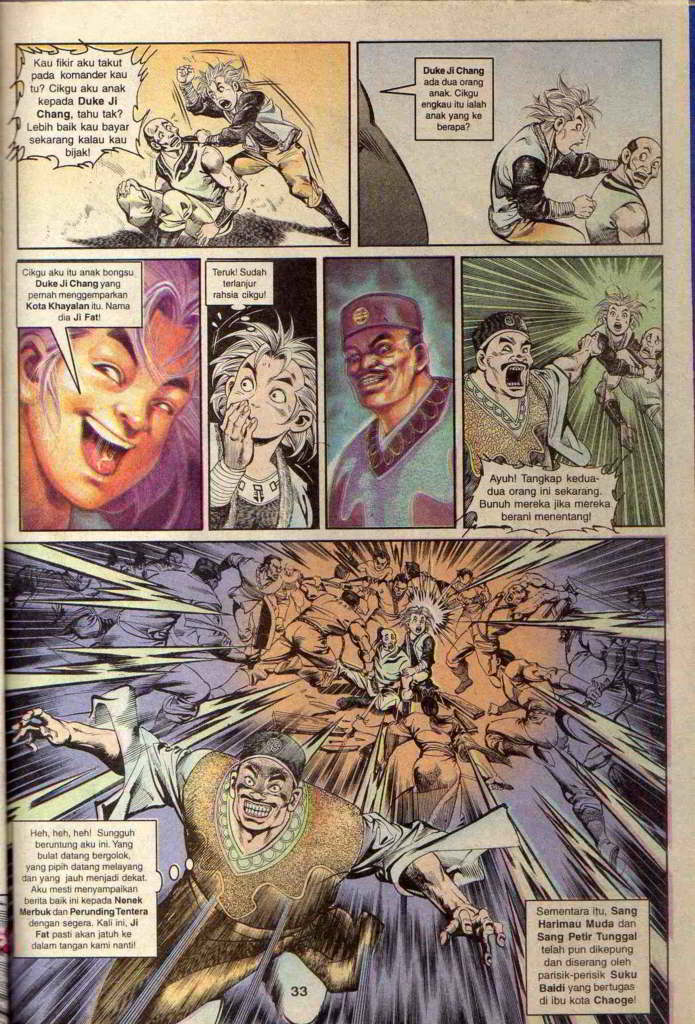 Kau fikir aku takut
pada komander kau
tu? Cikgu aku anak
kepada Duke Ji
Chang, tahu tak?
Lebih baik kau bayar
sekarang kalau kau
bijak!
Duke Ji Chang
ada dua orang
anak. Cikgu
engkau itu ialah
anak yang ke
berapa?
Cikgu aku itu anak bongsu
Duke Ji Chang yang
pernah menggemparkan
Kota Khayalan itu. Nama
dia Ji Fat!
Teruk! Sudah
terlanjur
rahsia cikgu!
Ayuh! Tangkap kedua-
dua orang ini sekarang.
Bunuh mereka jika mereka
berani menentang!
Heh, heh, heh! Sungguh
beruntung aku ini. Yang
bulat datang bergolok,
yang pipih datang melayang
dan yang jauh menjadi dekat.
Aku mesti menyampaikan
berita baik ini kepada Nenek
Merbuk dan Perunding Tentera
dengan segera. Kali ini, Ji
Fat pasti akan jatuh ke
dalam tangan kami nanti!
Sementara itu, Sang
Harimau Muda dan
Sang Petir Tunggal
telah pun dikepung
dan diserang oleh
parisik-perisik Suku
Baidi yang bertugas
di ibu kota Chaoge!
33